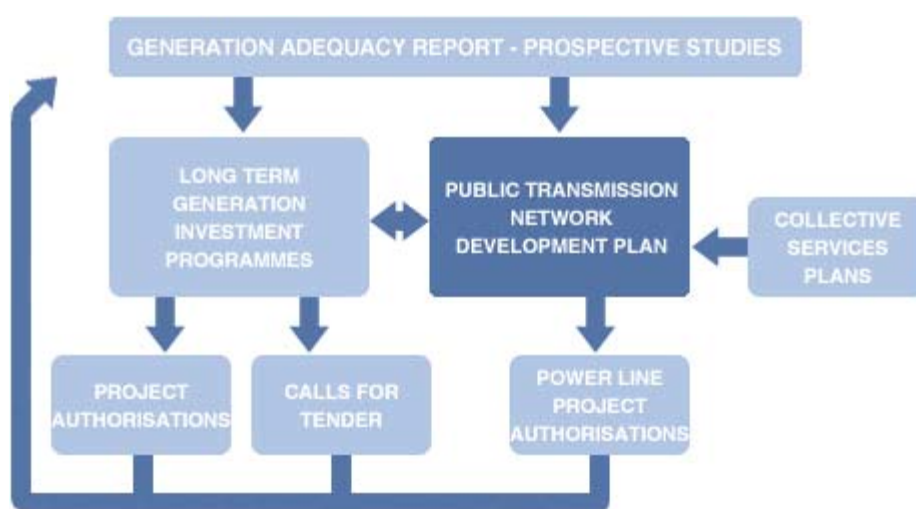 GENERATION ADEQUACY REPORT - PROSPECTIVE STUDIES
LONG TERM
GENERATION
INVESTMENT
PROGRAMMES
PUBLIC TRANSMISSION
NETWORK
DEVELOPMENT PLAN
COLLECTIVE
SERVICES
PLANS
PROJECT
AUTHORISATIONS
CALLS FOR
TENDER
POWER LINE
PROJECT
AUTHORISATIONS